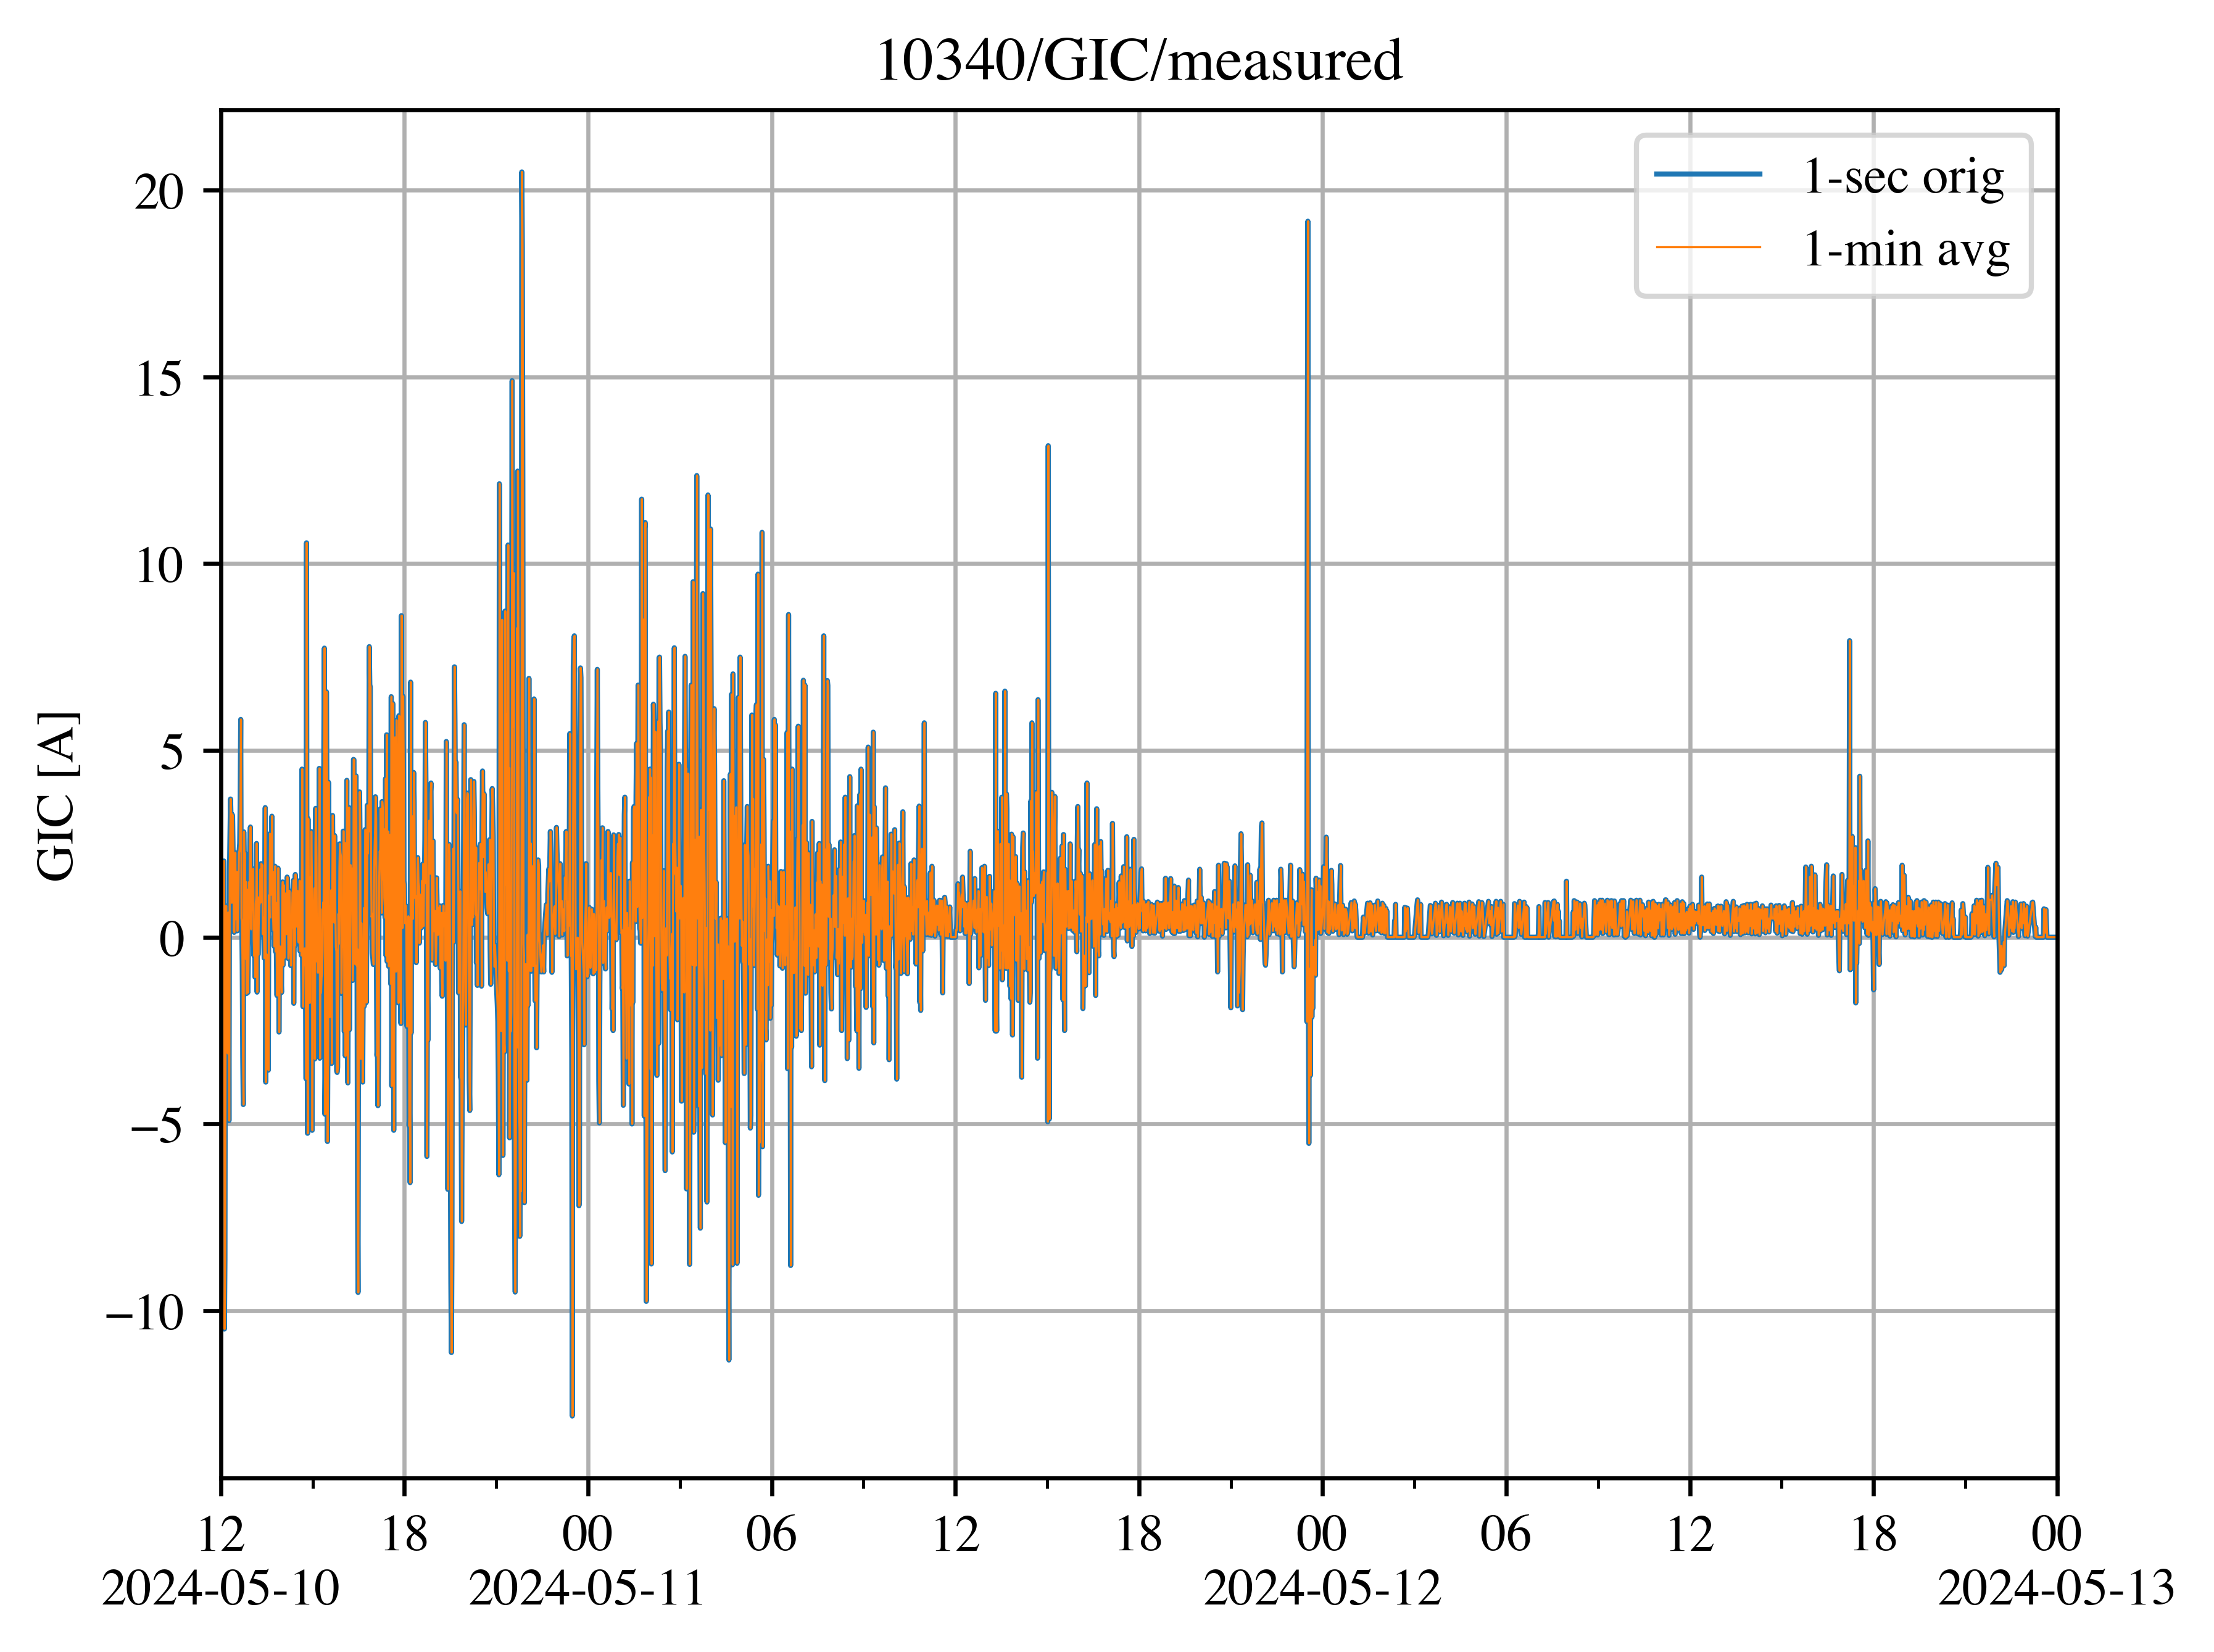 10340/GIC/measured
1-sec orig
1-min avg
20
15
10
5
0
−5
−10
GIC [A]
12 18 00 06 12 18 00 06 12 18 00
2024-05-10 2024-05-11 2024-05-12 2024-05-13